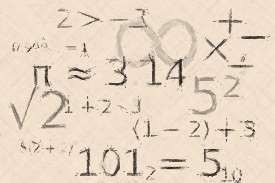 2 > −3
∞
× + −
π ≈ 3.14
5²
√2
1 + 2 − 3
(1 − 2) + 3
101₂ = 5₁₀